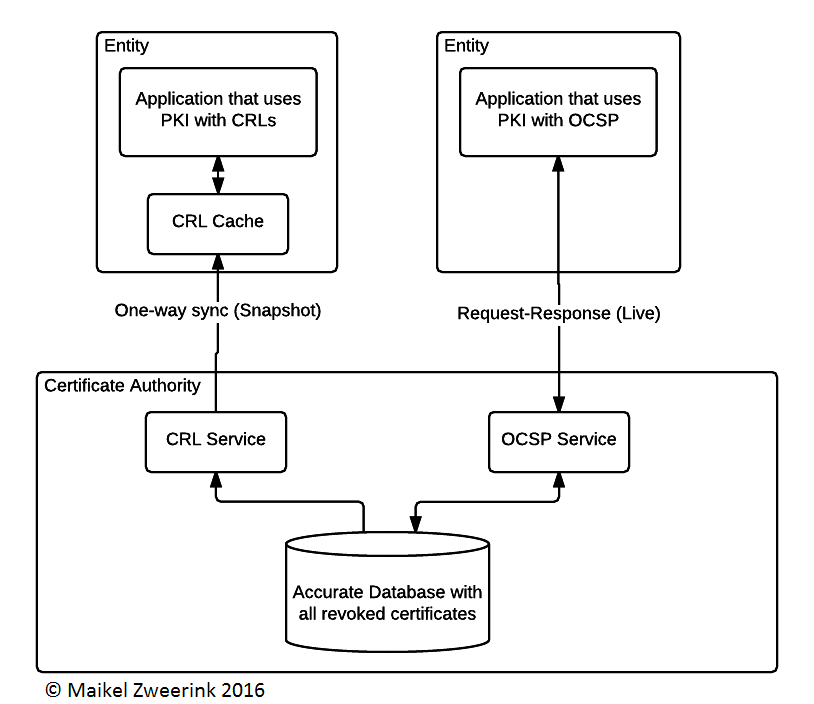 Entity
Application that uses
PKI with CRLs
CRL Cache
Entity
Application that uses
PKI with OCSP
One-way sync (Snapshot)
Request-Response (Live)
Certificate Authority
CRL Service
OCSP Service
Accurate Database with
all revoked certificates
© Maikel Zweerink 2016